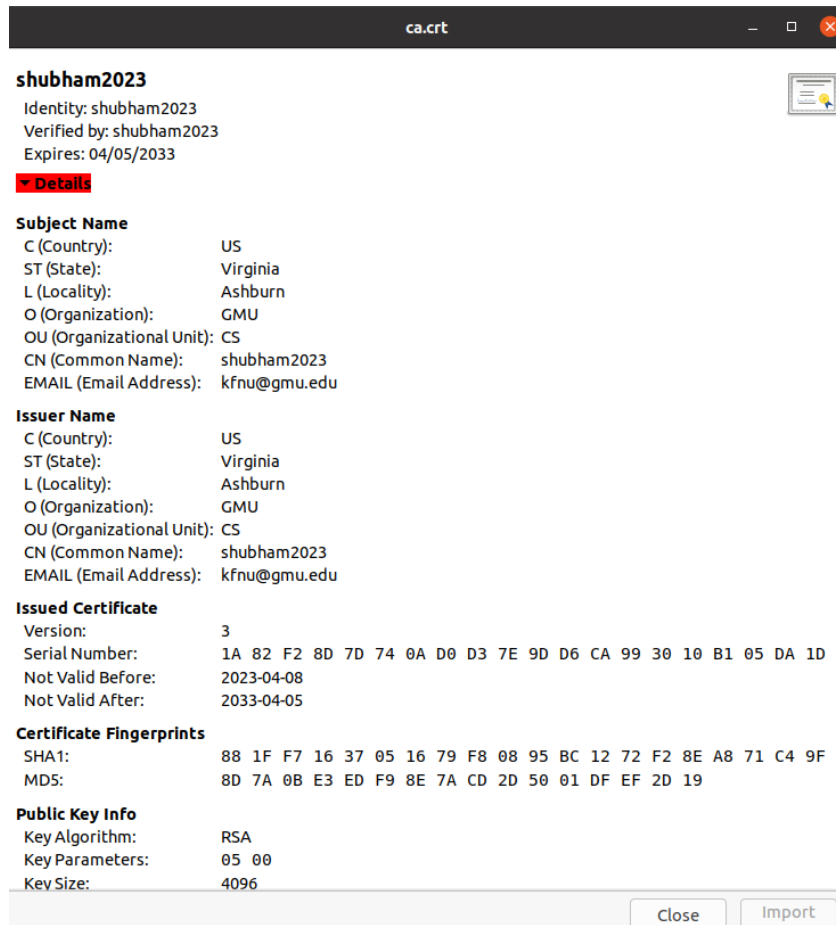 ca.crt
shubham2023
Identity: shubham2023
Verified by: shubham2023
Expires: 04/05/2033
Details
Subject Name
C (Country): US
ST (State): Virginia
L (Locality): Ashburn
O (Organization): GMU
OU (Organizational Unit): CS
CN (Common Name): shubham2023
EMAIL (Email Address): kfnu@gmu.edu
Issuer Name
C (Country): US
ST (State): Virginia
L (Locality): Ashburn
O (Organization): GMU
OU (Organizational Unit): CS
CN (Common Name): shubham2023
EMAIL (Email Address): kfnu@gmu.edu
Issued Certificate
Version: 3
Serial Number: 1A 82 F2 8D 7D 74 0A D0 D3 7E 9D D6 CA 99 30 10 B1 05 DA 1D
Not Valid Before: 2023-04-08
Not Valid After: 2033-04-05
Certificate Fingerprints
SHA1: 88 1F F7 16 37 05 16 79 F8 08 95 BC 12 72 F2 8E A8 71 C4 9F
MD5: 8D 7A 0B E3 ED F9 8E 7A CD 2D 50 01 DF EF 2D 19
Public Key Info
Key Algorithm: RSA
Key Parameters: 05 00
Key Size: 4096
Close Import